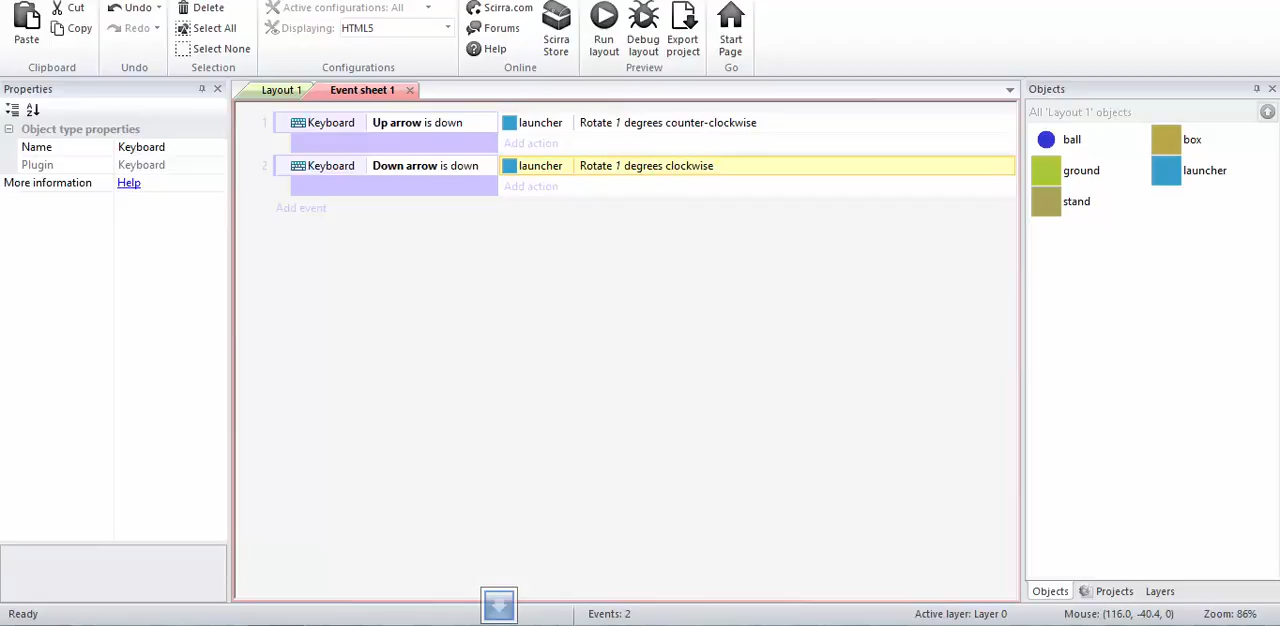 Paste
Cut
Copy
Clipboard
Undo
Redo
Undo
Delete
Select All
Select None
Selection
Active configurations: All
Displaying: HTML5
Configurations
Scirra.com
Forums
Help
Scirra
Store
Online
Run
layout
Debug
layout
Export
project
Preview
Start
Page
Go
Properties
Object type properties
Name Keyboard
Plugin Keyboard
More information Help
Layout 1
Event sheet 1
1 Keyboard Up arrow is down launcher Rotate 1 degrees counter-clockwise
Add action
2 Keyboard Down arrow is down launcher Rotate 1 degrees clockwise
Add action
Add event
Objects
All 'Layout 1' objects
ball box
ground launcher
stand
Objects Projects Layers
Ready Events: 2 Active layer: Layer 0 Mouse: (116.0, -40.4, 0) Zoom: 86%